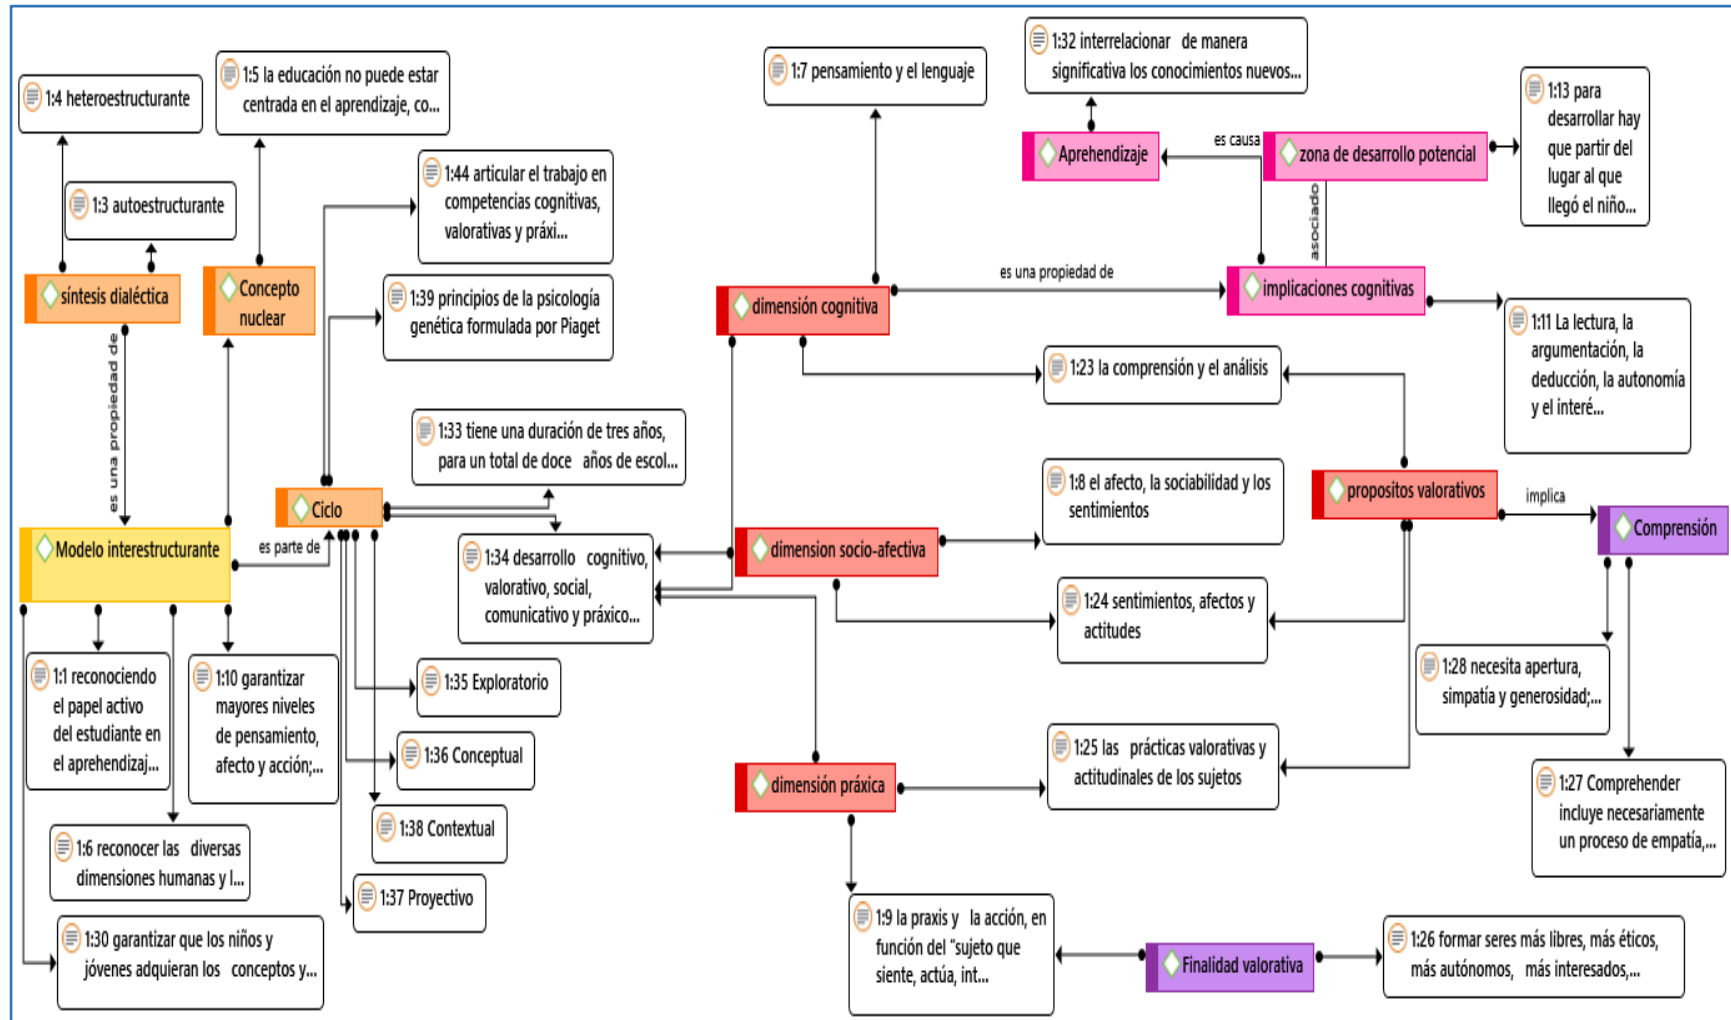 1:4 heteroestructurante
1:5 la educación no puede estar
centrada en el aprendizaje, co...
1:3 autoestructurante
síntesis dialéctica
Concepto
nuclear
es una propiedad de
Modelo interestructurante
es parte de
1:1 reconociendo
el papel activo
del estudiante en
el aprehendizaj...
1:10 garantizar
mayores niveles
de pensamiento,
afecto y acción;...
1:6 reconocer las diversas
dimensiones humanas y l...
1:30 garantizar que los niños y
jóvenes adquieran los conceptos y...
1:44 articular el trabajo en
competencias cognitivas,
valorativas y práxi...
1:39 principios de la psicología
genética formulada por Piaget
1:33 tiene una duración de tres años,
para un total de doce años de escol...
Ciclo
1:34 desarrollo cognitivo,
valorativo, social,
comunicativo y práxico...
1:35 Exploratorio
1:36 Conceptual
1:38 Contextual
1:37 Proyectivo
1:7 pensamiento y el lenguaje
dimensión cognitiva
es una propiedad de
1:32 interrelacionar de manera
significativa los conocimientos nuevos...
Aprehendizaje
es causa
zona de desarrollo potencial
1:13 para
desarrollar hay
que partir del
lugar al que
llegó el niño...
asociado
implicaciones cognitivas
1:11 La lectura, la
argumentación, la
deducción, la autonomía
y el interé...
1:23 la comprensión y el análisis
1:8 el afecto, la sociabilidad y los
sentimientos
propositos valorativos
implica
Comprensión
dimension socio-afectiva
1:24 sentimientos, afectos y
actitudes
1:28 necesita apertura,
simpatía y generosidad;...
1:25 las prácticas valorativas y
actitudinales de los sujetos
dimensión práxica
1:27 Comprehender
incluye necesariamente
un proceso de empatía,...
1:9 la praxis y la acción, en
función del “sujeto que
siente, actúa, int...
Finalidad valorativa
1:26 formar seres más libres, más éticos,
más autónomos, más interesados,...